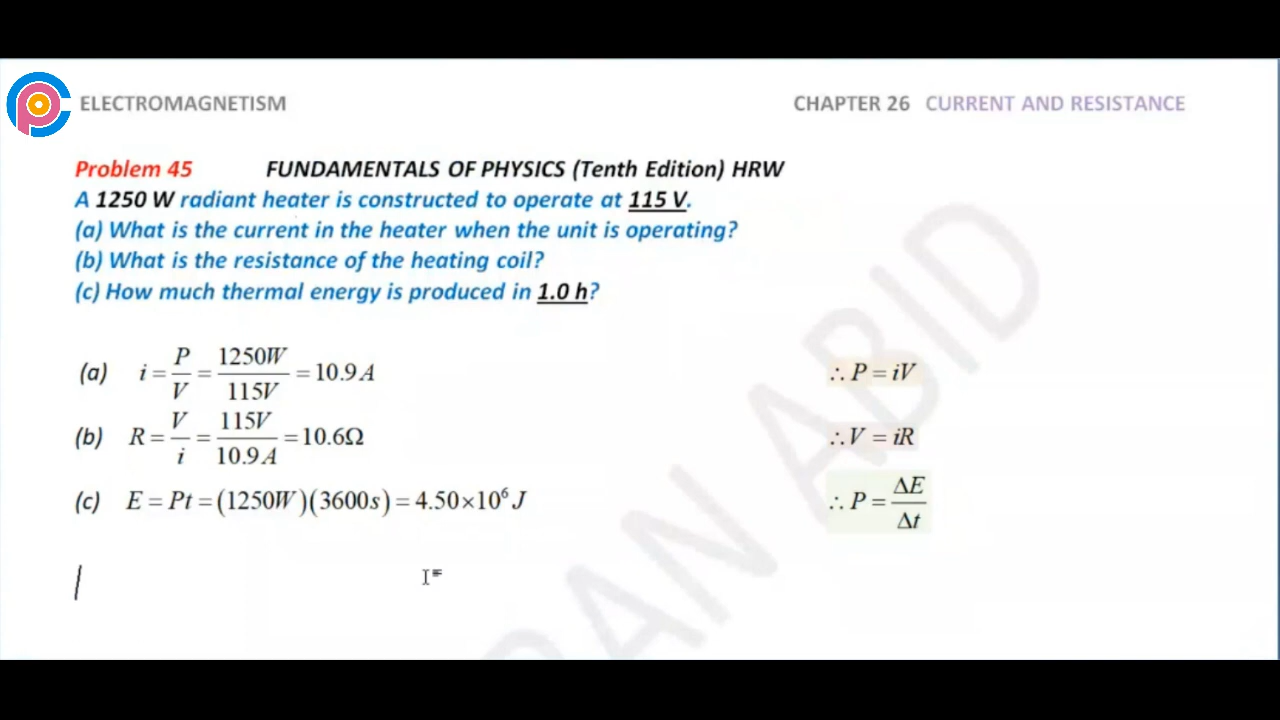 ELECTROMAGNETISM CHAPTER 26 CURRENT AND RESISTANCE
Problem 45 FUNDAMENTALS OF PHYSICS (Tenth Edition) HRW
A 1250 W radiant heater is constructed to operate at 115 V.
(a) What is the current in the heater when the unit is operating?
(b) What is the resistance of the heating coil?
(c) How much thermal energy is produced in 1.0 h?
(a) i = P/V = 1250W/115V = 10.9 A ∴ P = iV
(b) R = V/i = 115V/10.9 A = 10.6Ω ∴ V = iR
(c) E = Pt = (1250W)(3600s) = 4.50×10⁶ J ∴ P = ΔE/Δt
ABID